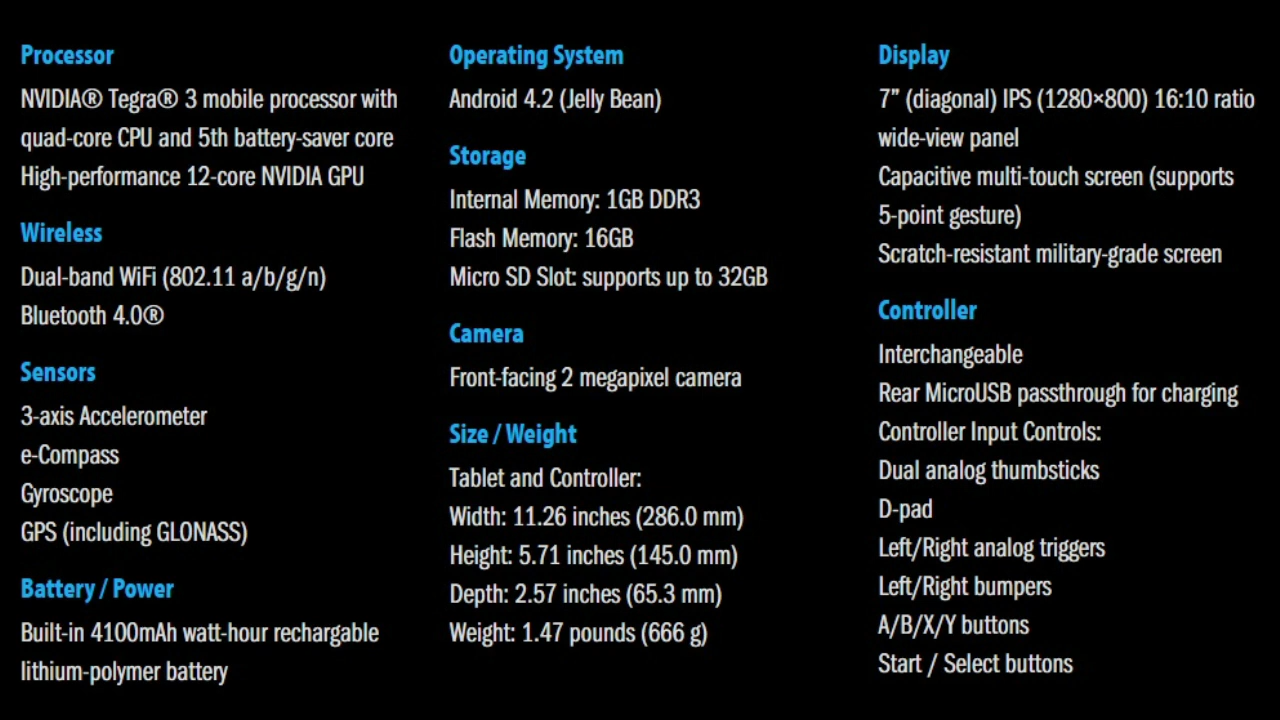 Processor
NVIDIA® Tegra® 3 mobile processor with
quad-core CPU and 5th battery-saver core
High-performance 12-core NVIDIA GPU
Wireless
Dual-band WiFi (802.11 a/b/g/n)
Bluetooth 4.0®
Sensors
3-axis Accelerometer
e-Compass
Gyroscope
GPS (including GLONASS)
Battery / Power
Built-in 4100mAh watt-hour rechargable
lithium-polymer battery
Operating System
Android 4.2 (Jelly Bean)
Storage
Internal Memory: 1GB DDR3
Flash Memory: 16GB
Micro SD Slot: supports up to 32GB
Camera
Front-facing 2 megapixel camera
Size / Weight
Tablet and Controller:
Width: 11.26 inches (286.0 mm)
Height: 5.71 inches (145.0 mm)
Depth: 2.57 inches (65.3 mm)
Weight: 1.47 pounds (666 g)
Display
7” (diagonal) IPS (1280×800) 16:10 ratio
wide-view panel
Capacitive multi-touch screen (supports
5-point gesture)
Scratch-resistant military-grade screen
Controller
Interchangeable
Rear MicroUSB passthrough for charging
Controller Input Controls:
Dual analog thumbsticks
D-pad
Left/Right analog triggers
Left/Right bumpers
A/B/X/Y buttons
Start / Select buttons